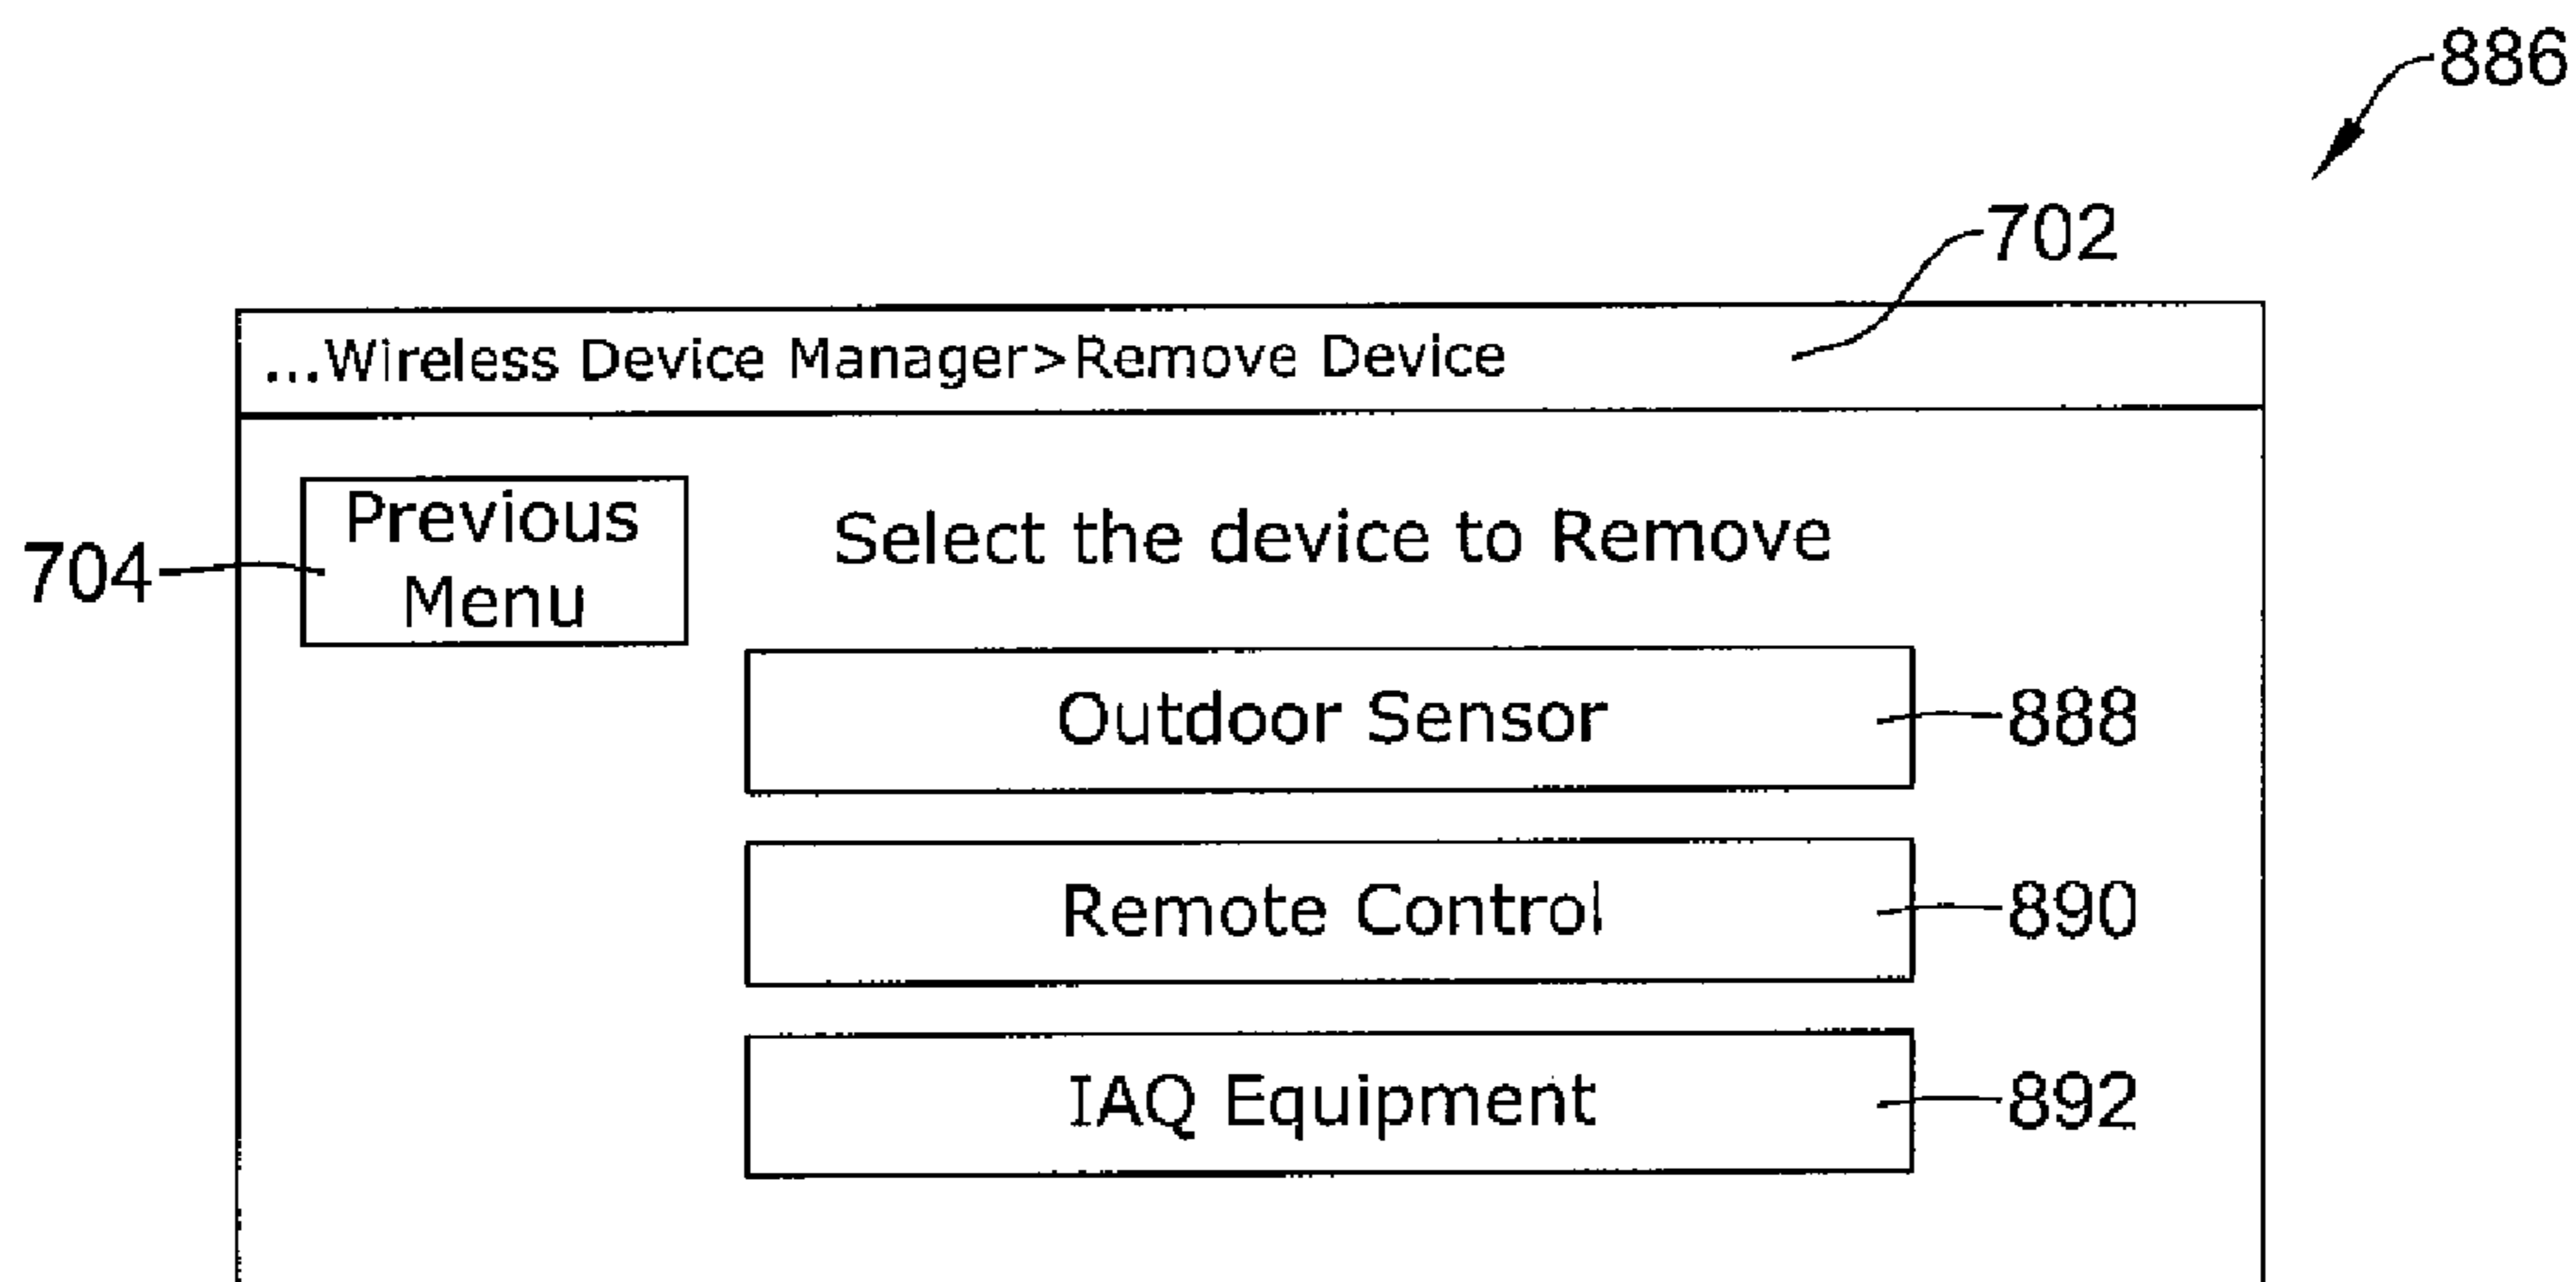 886
702
...Wireless Device Manager>Remove Device
Previous
Menu
704
Select the device to Remove
Outdoor Sensor
888
Remote Control
890
IAQ Equipment
892